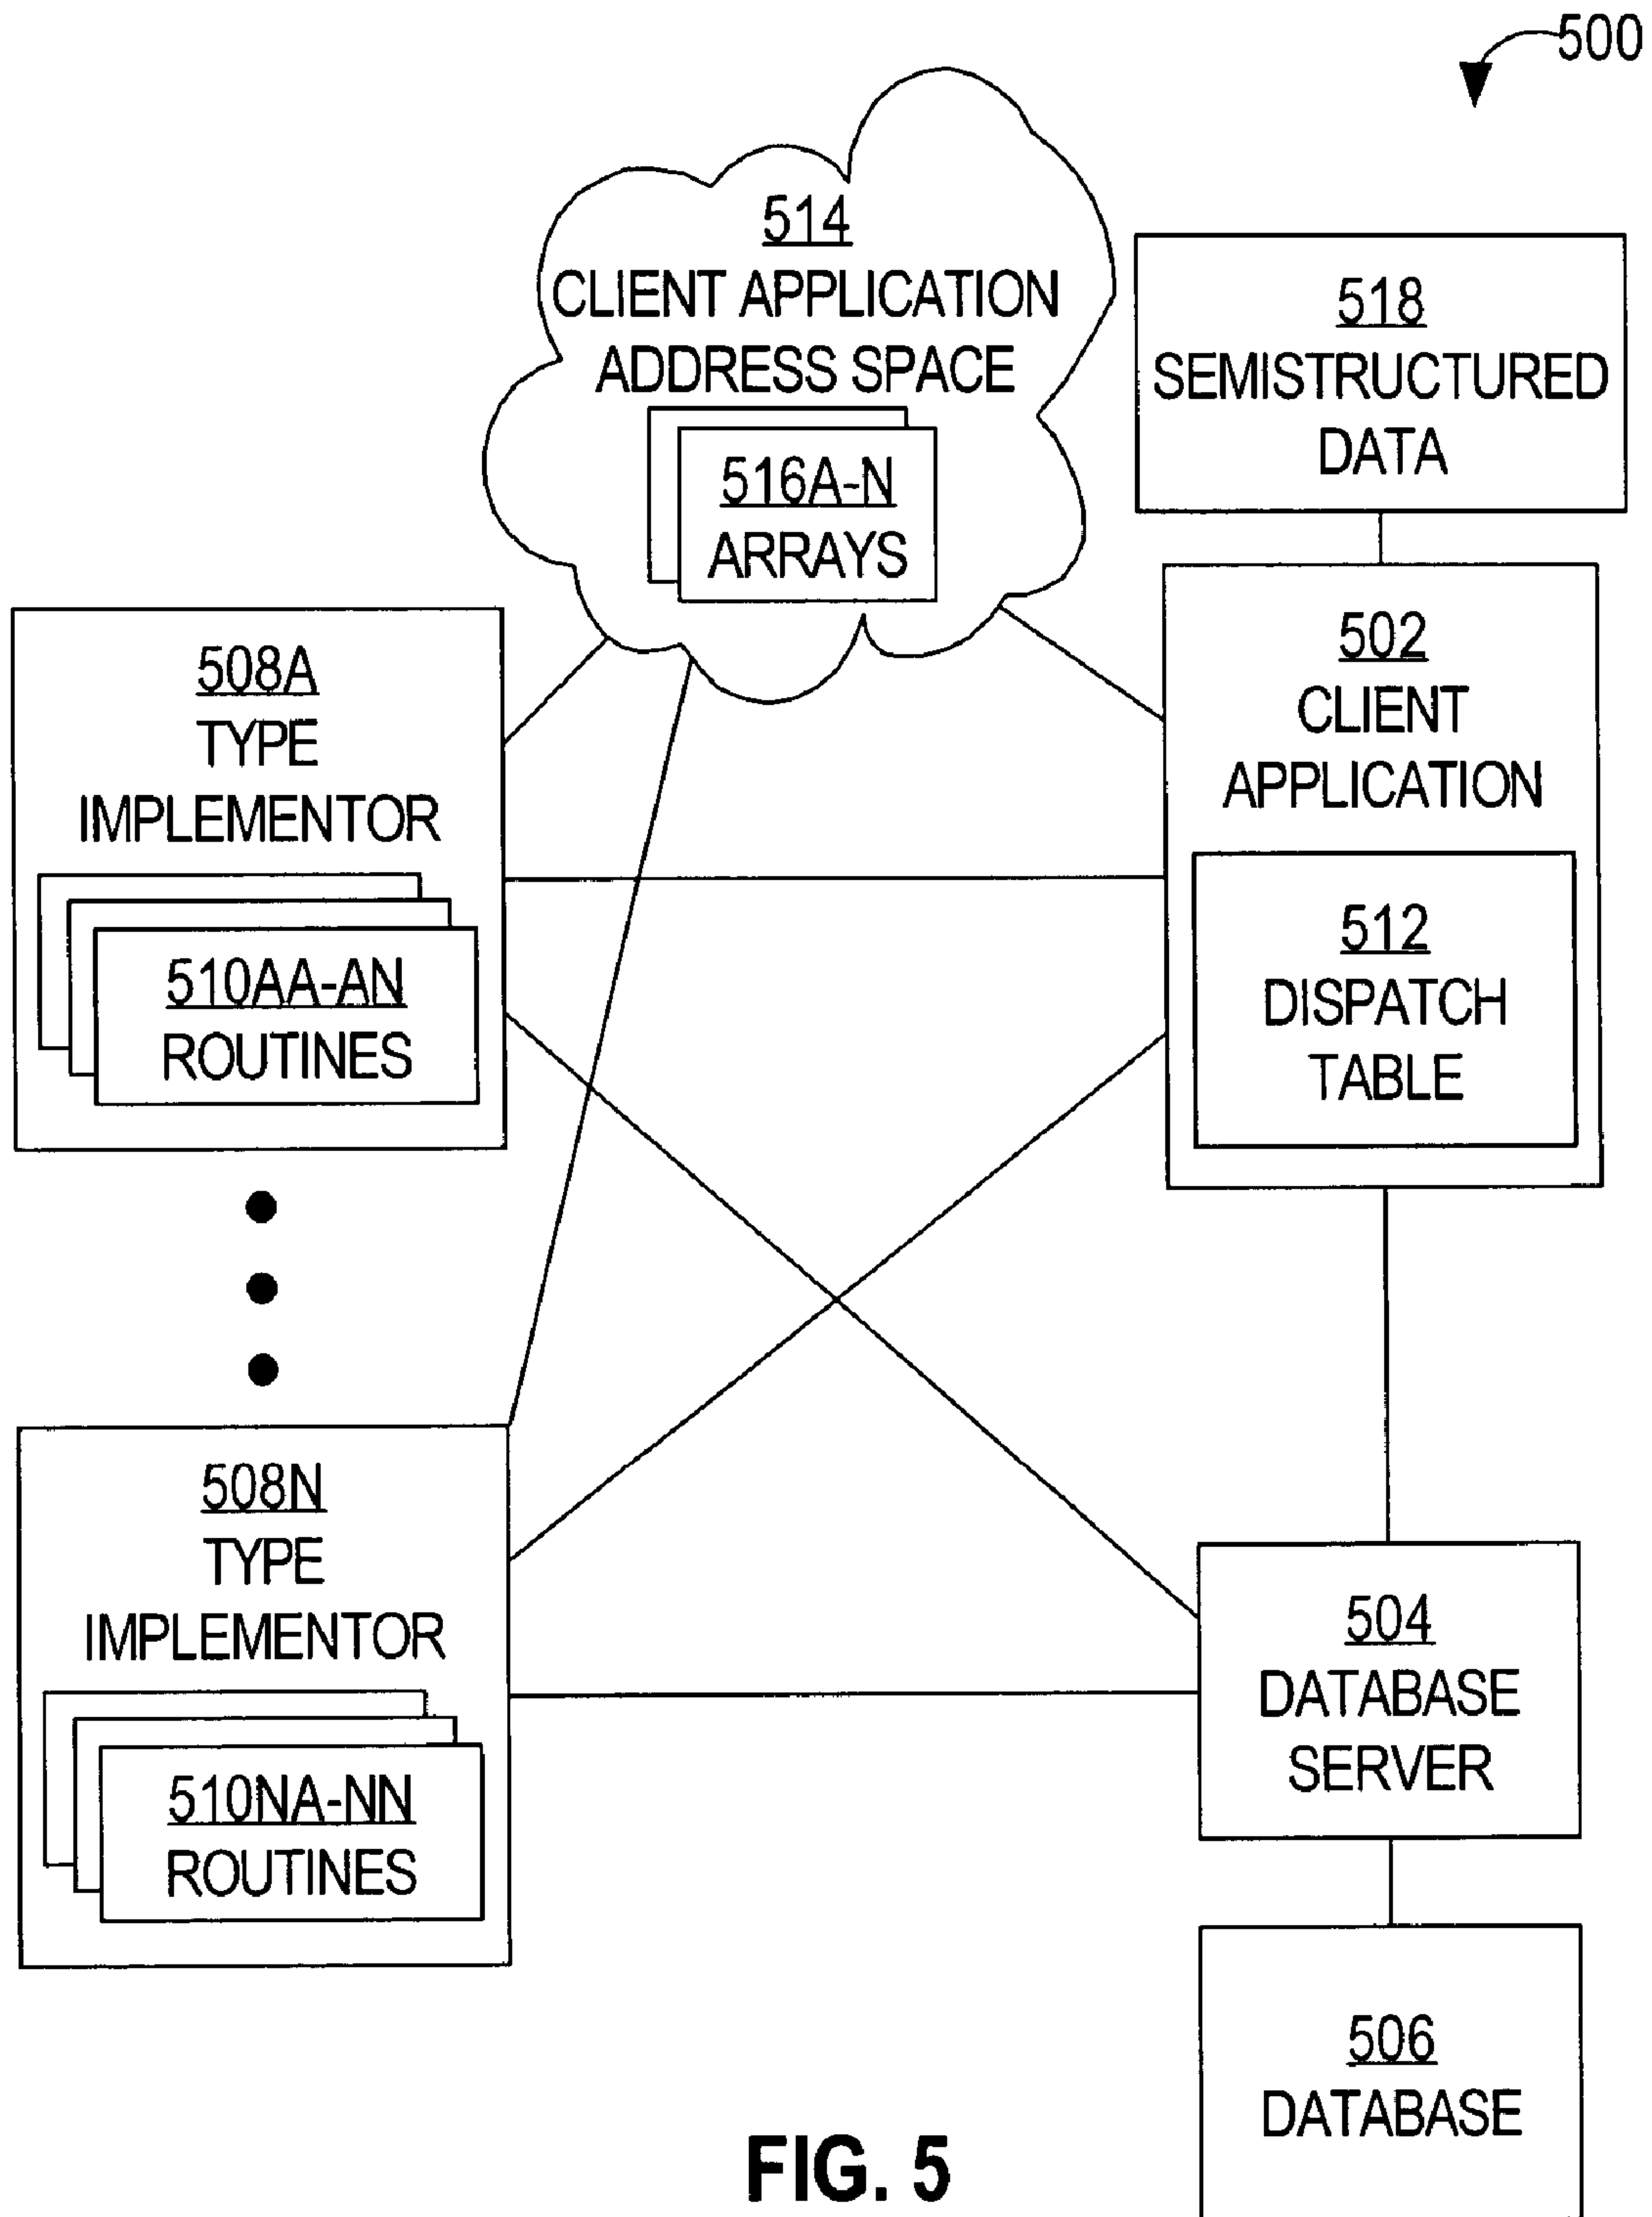 500
514
CLIENT APPLICATION
ADDRESS SPACE
516A-N
ARRAYS
518
SEMISTRUCTURED
DATA
502
CLIENT
APPLICATION
512
DISPATCH
TABLE
508A
TYPE
IMPLEMENTOR
510AA-AN
ROUTINES
508N
TYPE
IMPLEMENTOR
510NA-NN
ROUTINES
504
DATABASE
SERVER
506
DATABASE
FIG. 5